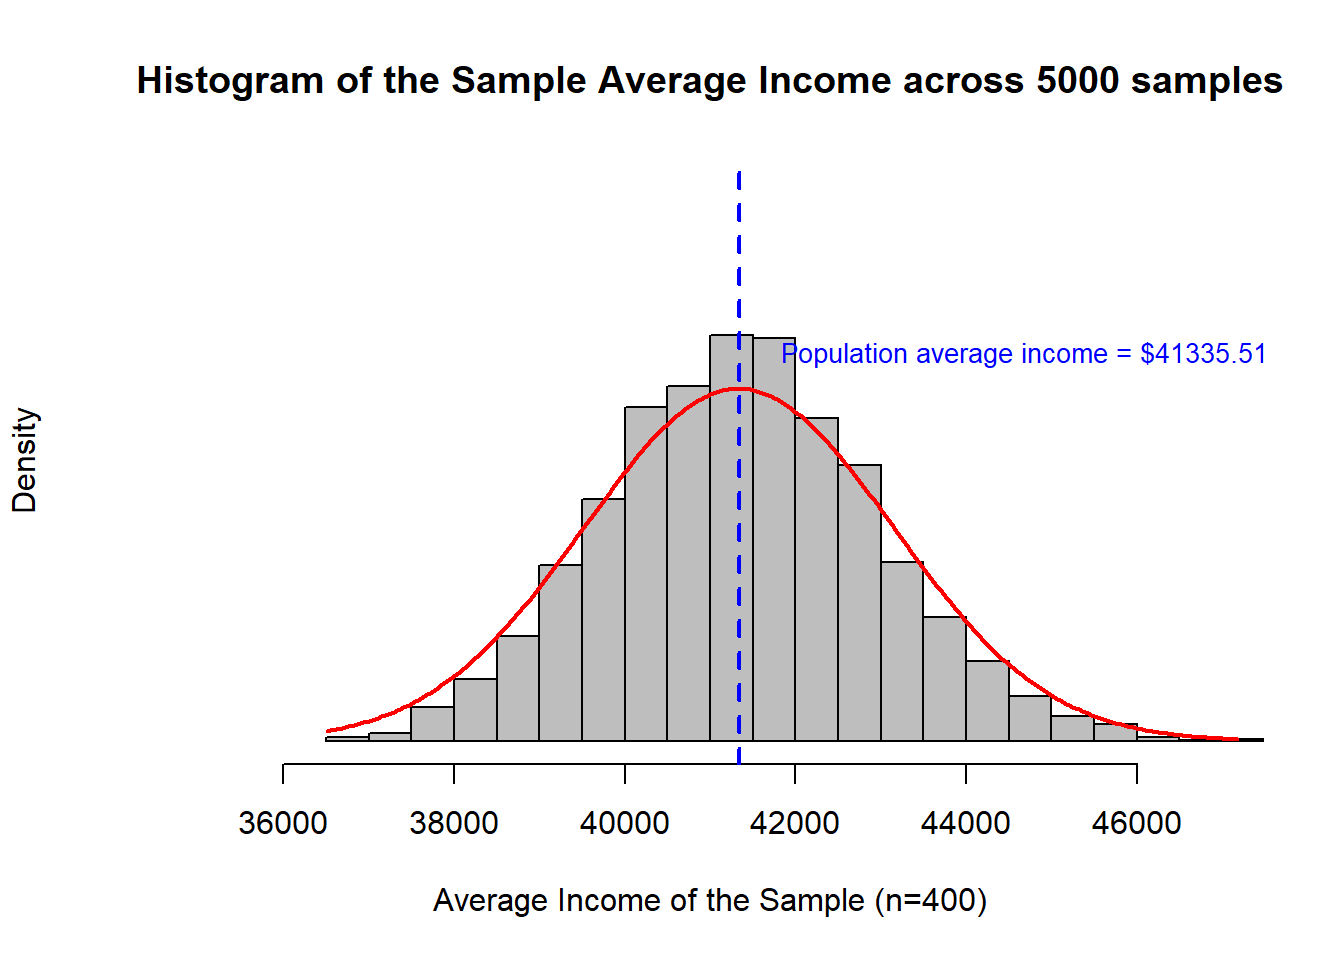 Histogram of the Sample Average Income across 5000 samples
Population average income = $41335.51
Density
36000 38000 40000 42000 44000 46000
Average Income of the Sample (n=400)